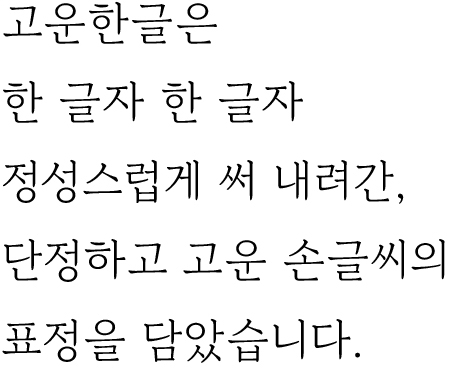 고운한글은
한 글자 한 글자
정성스럽게 써 내려간,
단정하고 고운 손글씨의
표정을 담았습니다.